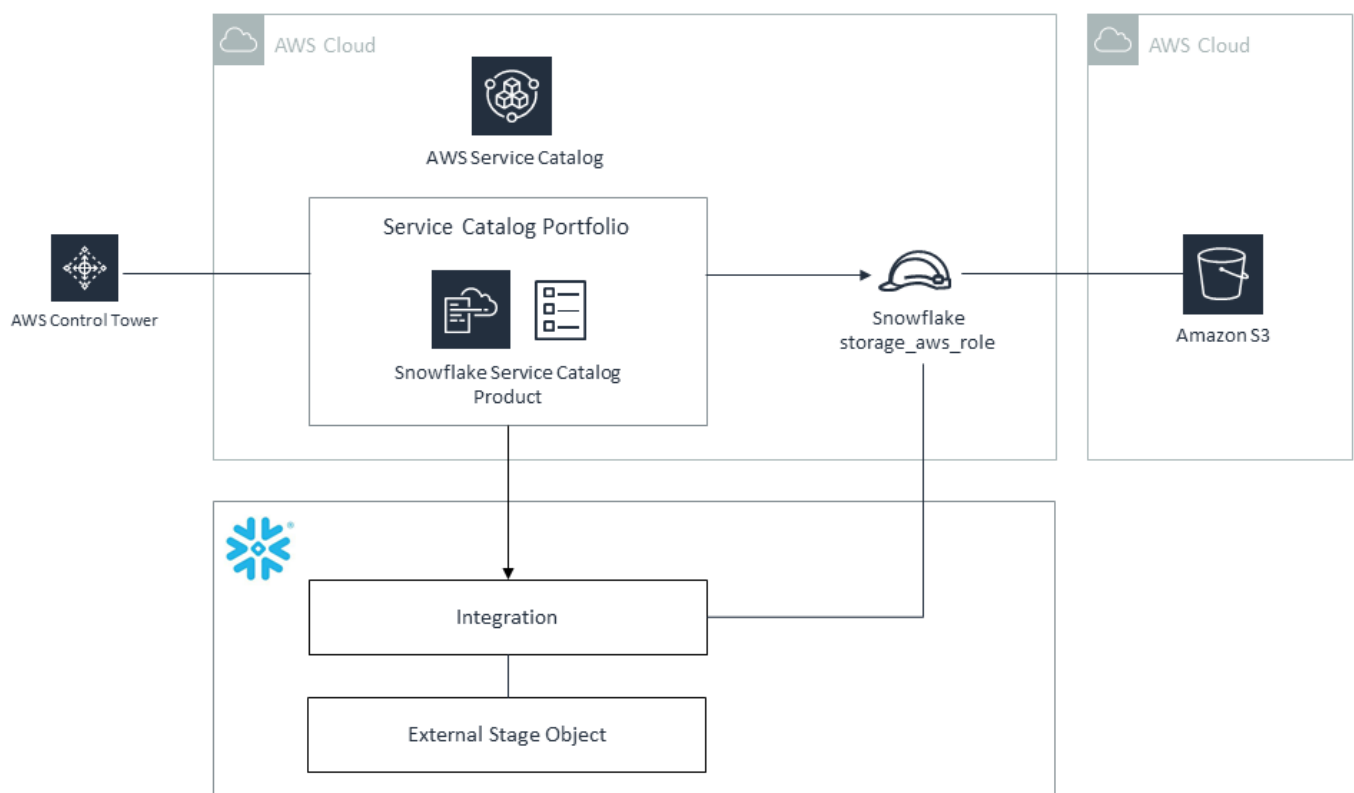 AWS Cloud
AWS Cloud
AWS Service Catalog
Service Catalog Portfolio
AWS Control Tower
Snowflake Service Catalog
Product
Snowflake
storage_aws_role
Amazon S3
®
Integration
External Stage Object